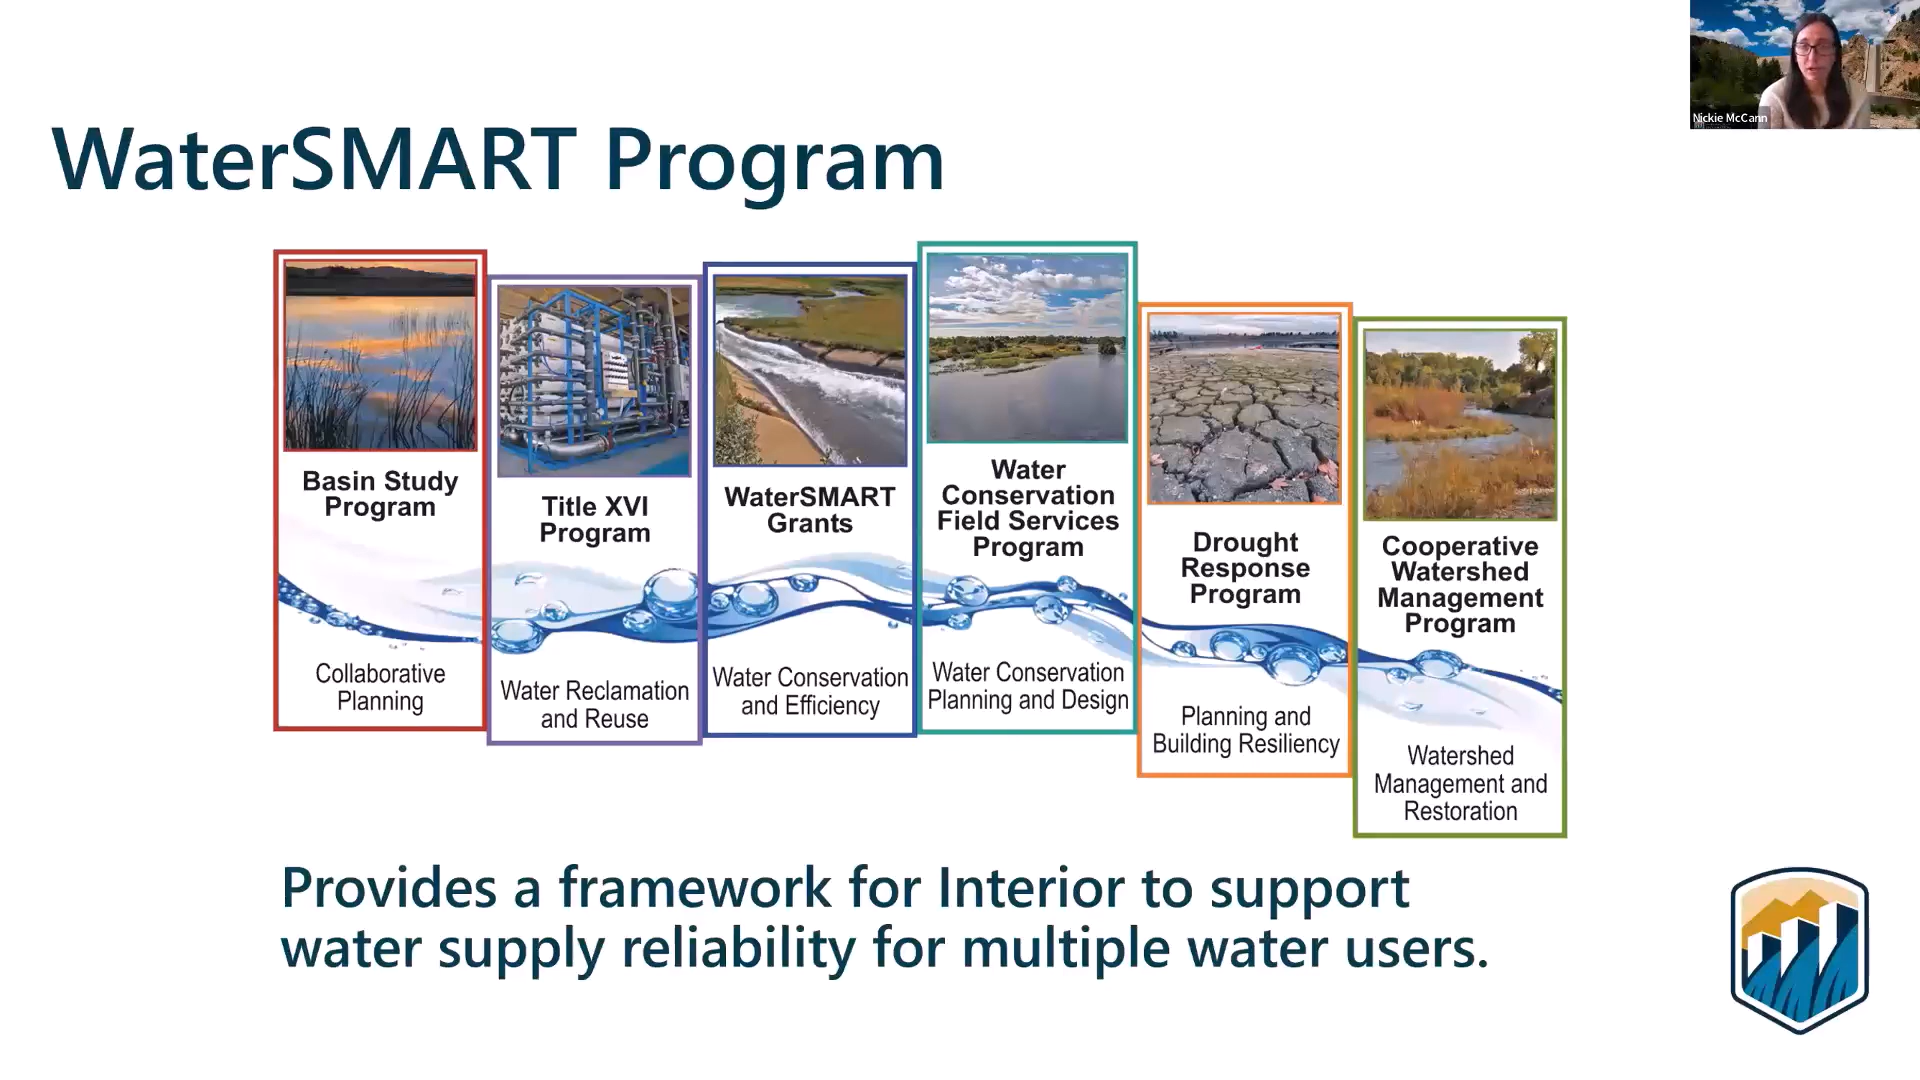 Nickie McCann
WaterSMART Program
Basin Study
Program
Collaborative
Planning
Title XVI
Program
Water Reclamation
and Reuse
WaterSMART
Grants
Water Conservation
and Efficiency
Water
Conservation
Field Services
Program
Water Conservation
Planning and Design
Drought
Response
Program
Planning and
Building Resiliency
Cooperative
Watershed
Management
Program
Watershed
Management and
Restoration
Provides a framework for Interior to support
water supply reliability for multiple water users.